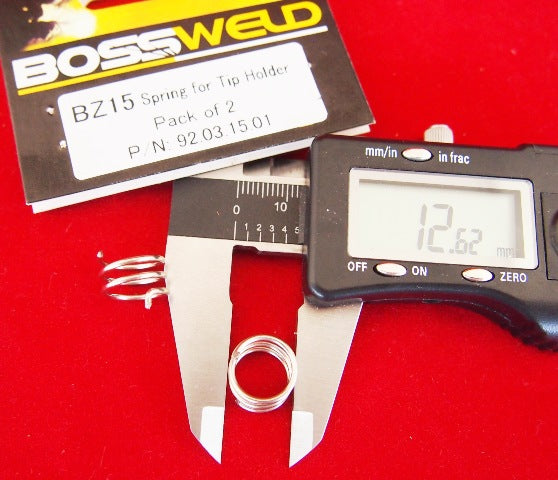 BOSSWELD
BZ15 Spring for Tip Holder
Pack of 2
P/N: 92.03.15.01
mm/in in frac
0 10
0 1 2 3 4 5
12.62
mm
OFF ON ZERO